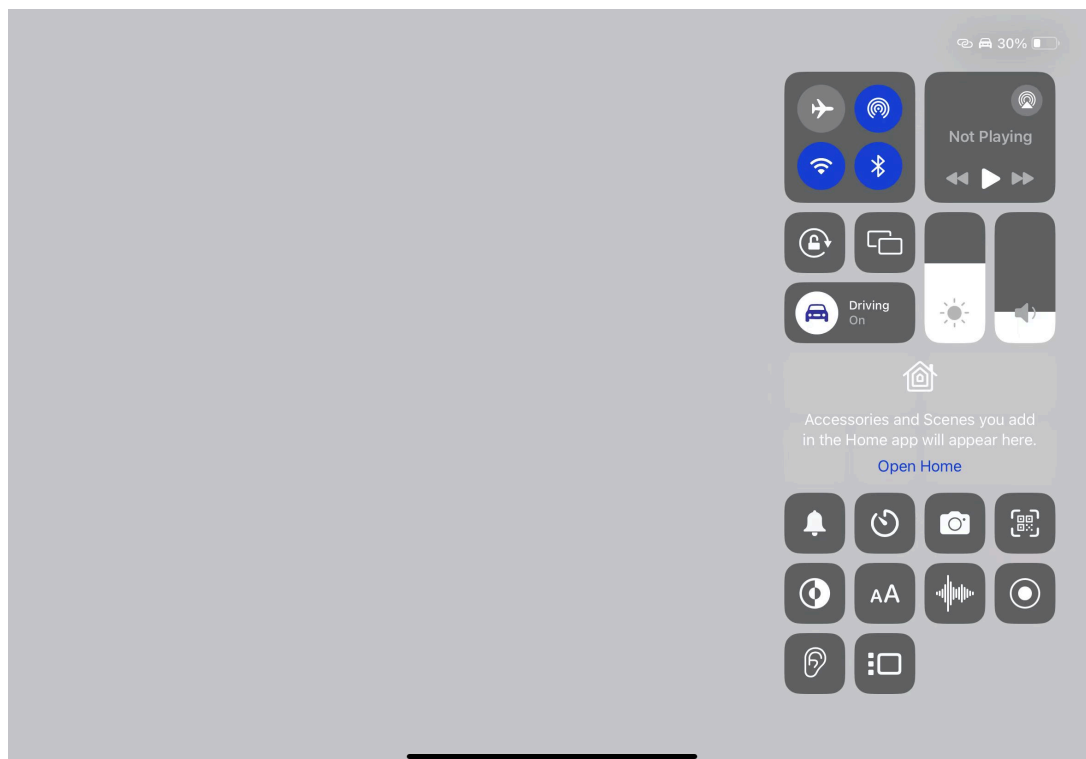 30%
Not Playing
Driving
On
Accessories and Scenes you add
in the Home app will appear here.
Open Home
AA